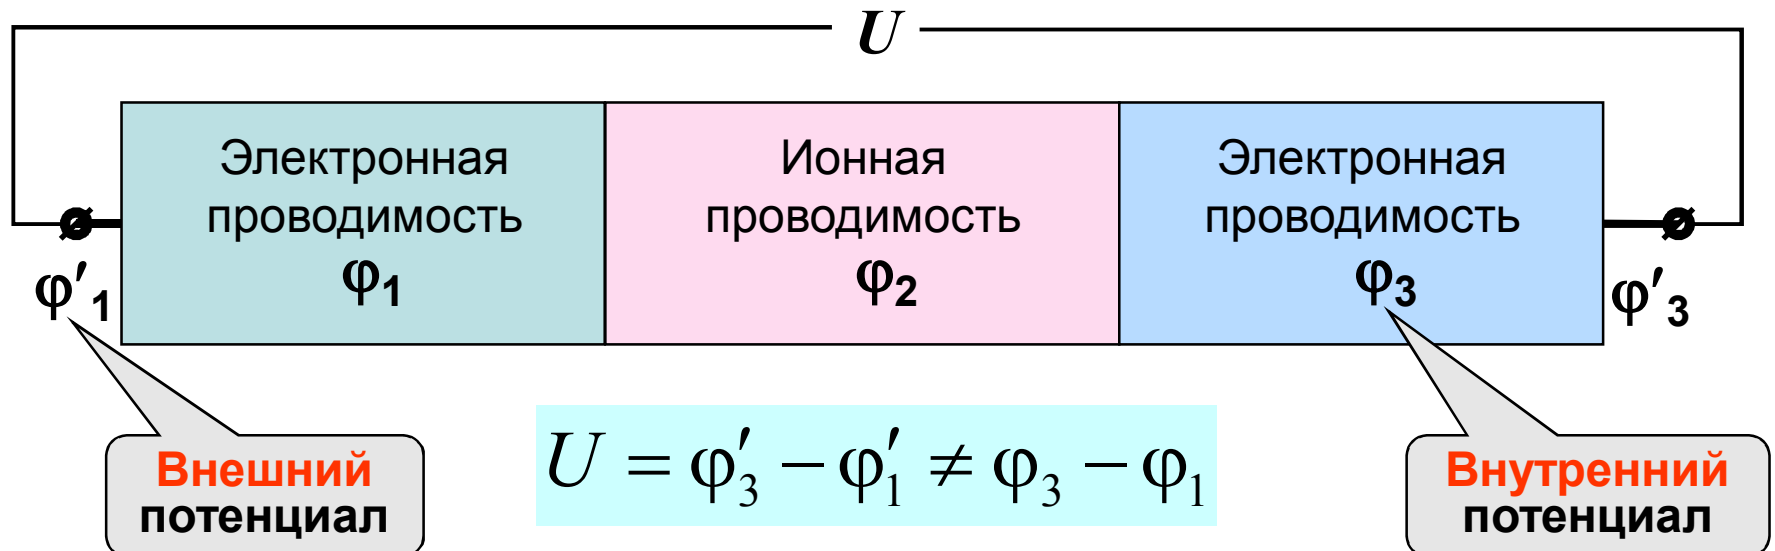 U
Электронная
проводимость
φ₁
Ионная
проводимость
φ₂
Электронная
проводимость
φ₃
φ′₁
φ′₃
Внешний
потенциал
U = φ′₃ − φ′₁ ≠ φ₃ − φ₁
Внутренний
потенциал